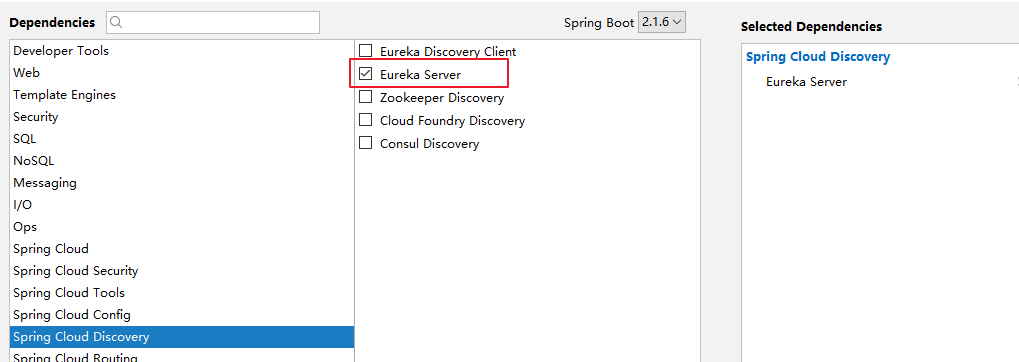 Dependencies
Spring Boot 2.1.6
Selected Dependencies
Developer Tools
Web
Template Engines
Security
SQL
NoSQL
Messaging
I/O
Ops
Spring Cloud
Spring Cloud Security
Spring Cloud Tools
Spring Cloud Config
Spring Cloud Discovery
Spring Cloud Routing
Eureka Discovery Client
Eureka Server
Zookeeper Discovery
Cloud Foundry Discovery
Consul Discovery
Spring Cloud Discovery
Eureka Server